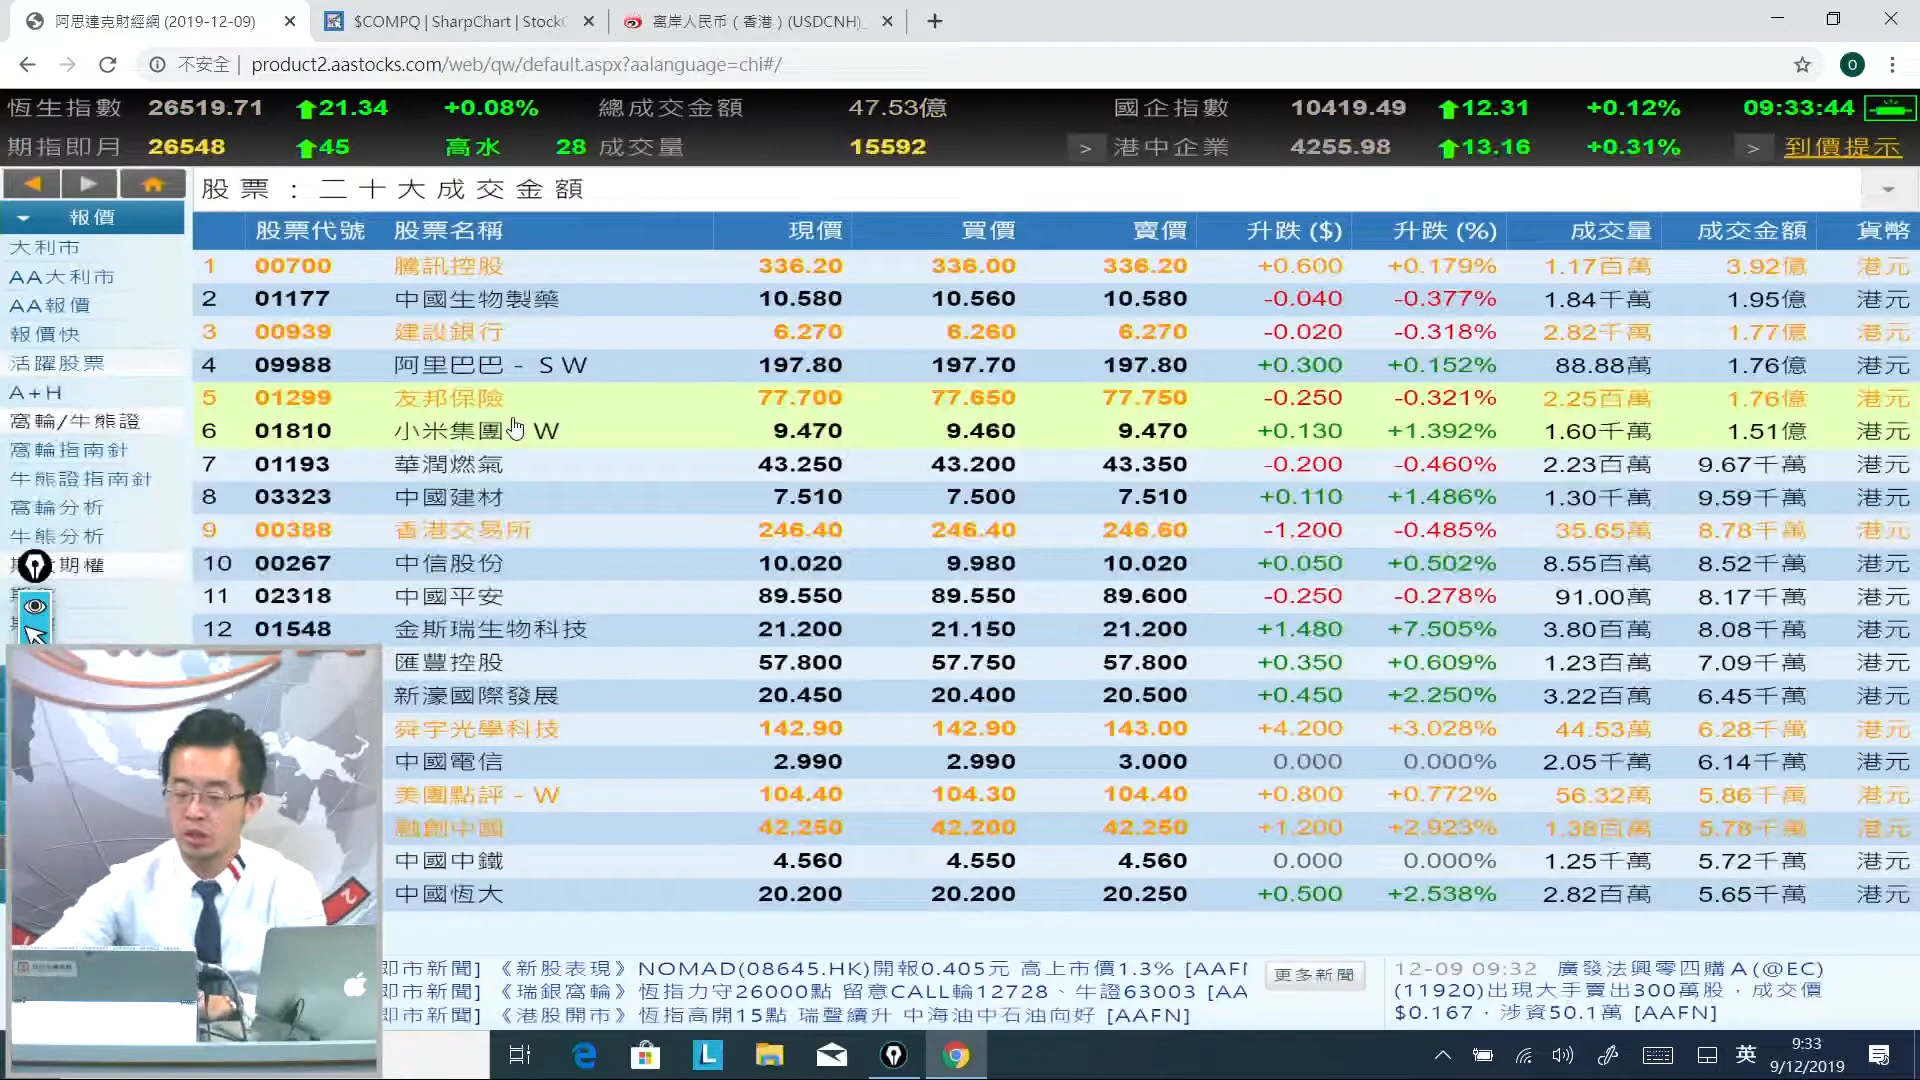 阿思達克財經網 (2019-12-09)
$COMPQ | SharpChart | Stock
离岸人民币 ( 香港 ) (USDCNH)_
不安全 | product2.aastocks.com/web/qw/default.aspx?aalanguage=chi#/
O
恆生指數 26519.71 21.34 +0.08% 總成交金額 47.53億 國企指數 10419.49 12.31 +0.12% 09:33:44
期指即月 26548 45 高水 28 成交量 15592 > 港中企業 4255.98 13.16 +0.31% > 到價提示
股票 : 二十大成交金額
報價
大利市
AA大利市
AA報價
報價快
活躍股票
A+H
窩輪/牛熊證
窩輪指南針
牛熊證指南針
窩輪分析
牛熊分析
期權
股票代號 股票名稱 現價 買價 賣價 升跌 ($) 升跌 (%) 成交量 成交金額 貨幣
1 00700 騰訊控股 336.20 336.00 336.20 +0.600 +0.179% 1.17百萬 3.92億 港元
2 01177 中國生物製藥 10.580 10.560 10.580 -0.040 -0.377% 1.84千萬 1.95億 港元
3 00939 建設銀行 6.270 6.260 6.270 -0.020 -0.318% 2.82千萬 1.77億 港元
4 09988 阿里巴巴 - S W 197.80 197.70 197.80 +0.300 +0.152% 88.88萬 1.76億 港元
5 01299 友邦保險 77.700 77.650 77.750 -0.250 -0.321% 2.25百萬 1.76億 港元
6 01810 小米集團 W 9.470 9.460 9.470 +0.130 +1.392% 1.60千萬 1.51億 港元
7 01193 華潤燃氣 43.250 43.200 43.350 -0.200 -0.460% 2.23百萬 9.67千萬 港元
8 03323 中國建材 7.510 7.500 7.510 +0.110 +1.486% 1.30千萬 9.59千萬 港元
9 00388 香港交易所 246.40 246.40 246.60 -1.200 -0.485% 35.65萬 8.78千萬 港元
10 00267 中信股份 10.020 9.980 10.020 +0.050 +0.502% 8.55百萬 8.52千萬 港元
11 02318 中國平安 89.550 89.550 89.600 -0.250 -0.278% 91.00萬 8.17千萬 港元
12 01548 金斯瑞生物科技 21.200 21.150 21.200 +1.480 +7.505% 3.80百萬 8.08千萬 港元
匯豐控股 57.800 57.750 57.800 +0.350 +0.609% 1.23百萬 7.09千萬 港元
新濠國際發展 20.450 20.400 20.500 +0.450 +2.250% 3.22百萬 6.45千萬 港元
舜宇光學科技 142.90 142.90 143.00 +4.200 +3.028% 44.53萬 6.28千萬 港元
中國電信 2.990 2.990 3.000 0.000 0.000% 2.05千萬 6.14千萬 港元
美團點評 - W 104.40 104.30 104.40 +0.800 +0.772% 56.32萬 5.86千萬 港元
融創中國 42.250 42.200 42.250 +1.200 +2.923% 1.38百萬 5.78千萬 港元
中國中鐵 4.560 4.550 4.560 0.000 0.000% 1.25千萬 5.72千萬 港元
中國恆大 20.200 20.200 20.250 +0.500 +2.538% 2.82百萬 5.65千萬 港元
即市新聞] 《新股表現》NOMAD(08645.HK)開報0.405元 高上市價1.3% [AAFN
即市新聞] 《瑞銀窩輪》恆指力守26000點 留意CALL輪12728、牛證63003 [AA
即市新聞] 《港股開市》恆指高開15點 瑞聲續升 中海油中石油向好 [AAFN]
更多新聞
12-09 09:32 廣發法興零四購A(@EC)
(11920)出現大手賣出300萬股．成交價
$0.167．涉資50.1萬 [AAFN]
英
9:33
9/12/2019